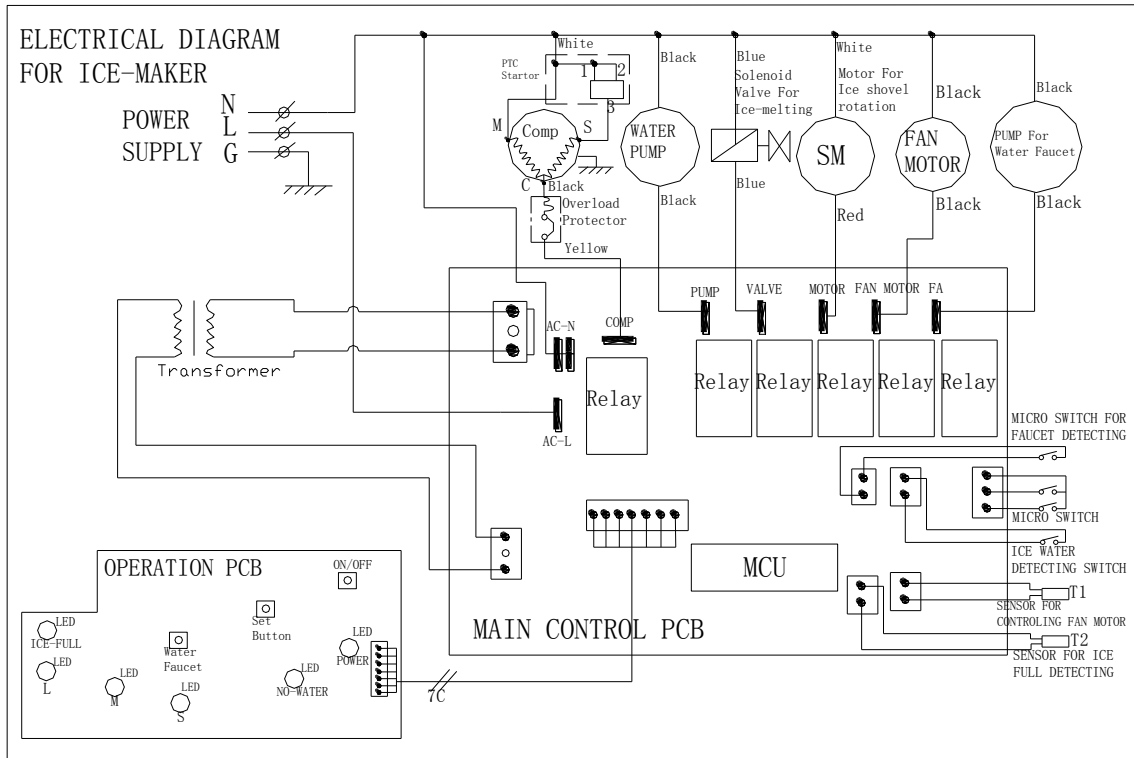 ELECTRICAL DIAGRAM
FOR ICE-MAKER
POWER
SUPPLY
N
L
G
White
PTC
Startor
1
2
3
M
Comp
S
C
Black
Overload
Protector
Yellow
Black
WATER
PUMP
Black
Blue
Solenoid
Valve For
Ice-melting
Blue
White
Motor For
Ice shovel
rotation
SM
Red
Black
FAN
MOTOR
Black
Black
PUMP For
Water Faucet
Black
Transformer
AC-N
AC-L
COMP
Relay
PUMP
VALVE
MOTOR
FAN MOTOR
FA
Relay
Relay
Relay
Relay
Relay
MICRO SWITCH FOR
FAUCET DETECTING
MICRO SWITCH
ICE WATER
DETECTING SWITCH
MCU
T1
SENSOR FOR
CONTROLING FAN MOTOR
T2
SENSOR FOR ICE
FULL DETECTING
MAIN CONTROL PCB
OPERATION PCB
ON/OFF
Set
Button
LED
ICE-FULL
Water
Faucet
LED
POWER
LED
L
LED
M
LED
S
LED
NO-WATER
7C